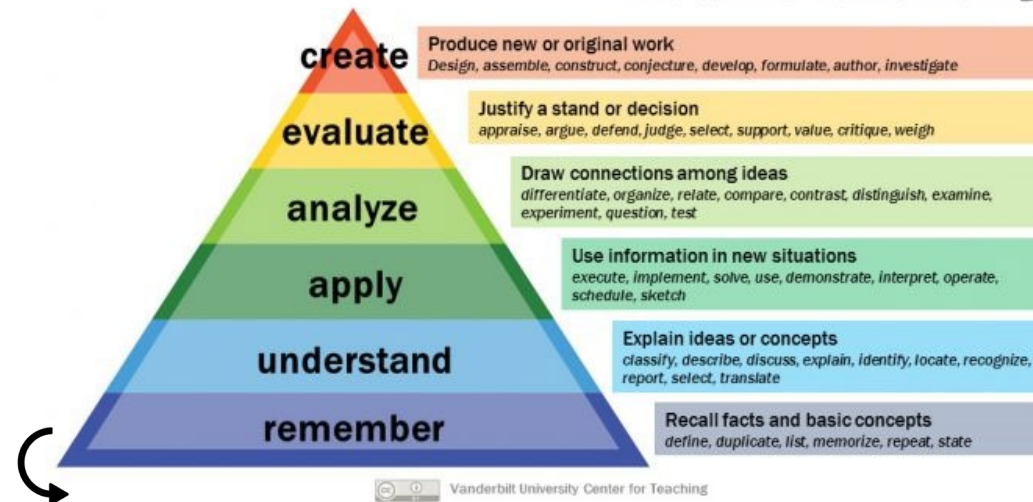 create
Produce new or original work
Design, assemble, construct, conjecture, develop, formulate, author, investigate
evaluate
Justify a stand or decision
appraise, argue, defend, judge, select, support, value, critique, weigh
analyze
Draw connections among ideas
differentiate, organize, relate, compare, contrast, distinguish, examine,
experiment, question, test
apply
Use information in new situations
execute, implement, solve, use, demonstrate, interpret, operate,
schedule, sketch
understand
Explain ideas or concepts
classify, describe, discuss, explain, identify, locate, recognize,
report, select, translate
remember
Recall facts and basic concepts
define, duplicate, list, memorize, repeat, state
Vanderbilt University Center for Teaching